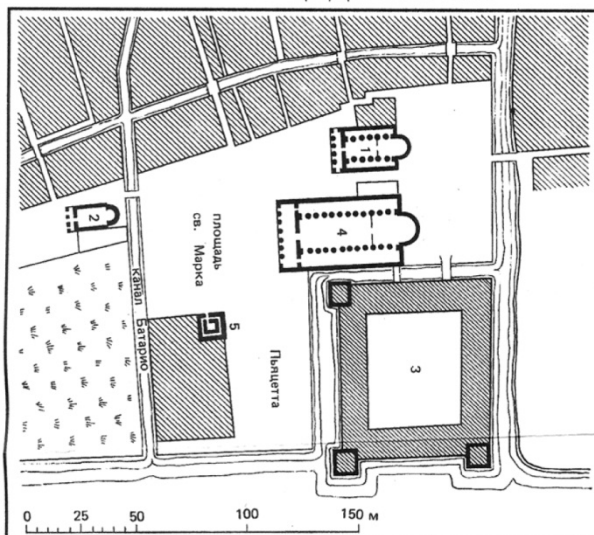 1
2
площадь
св. Марка
4
канал Батарио
5
Пьяцетта
3
0 25 50 100 150 м